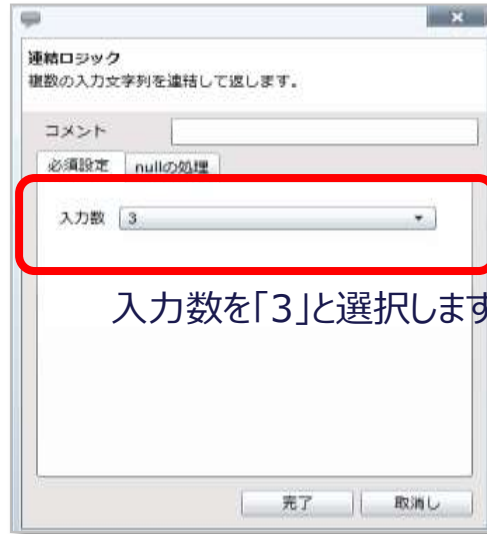 連結ロジック
複数の入力文字列を連結して返します。
コメント
必須設定 nullの処理
入力数 3
入力数を「3」と選択します
完了 取消し